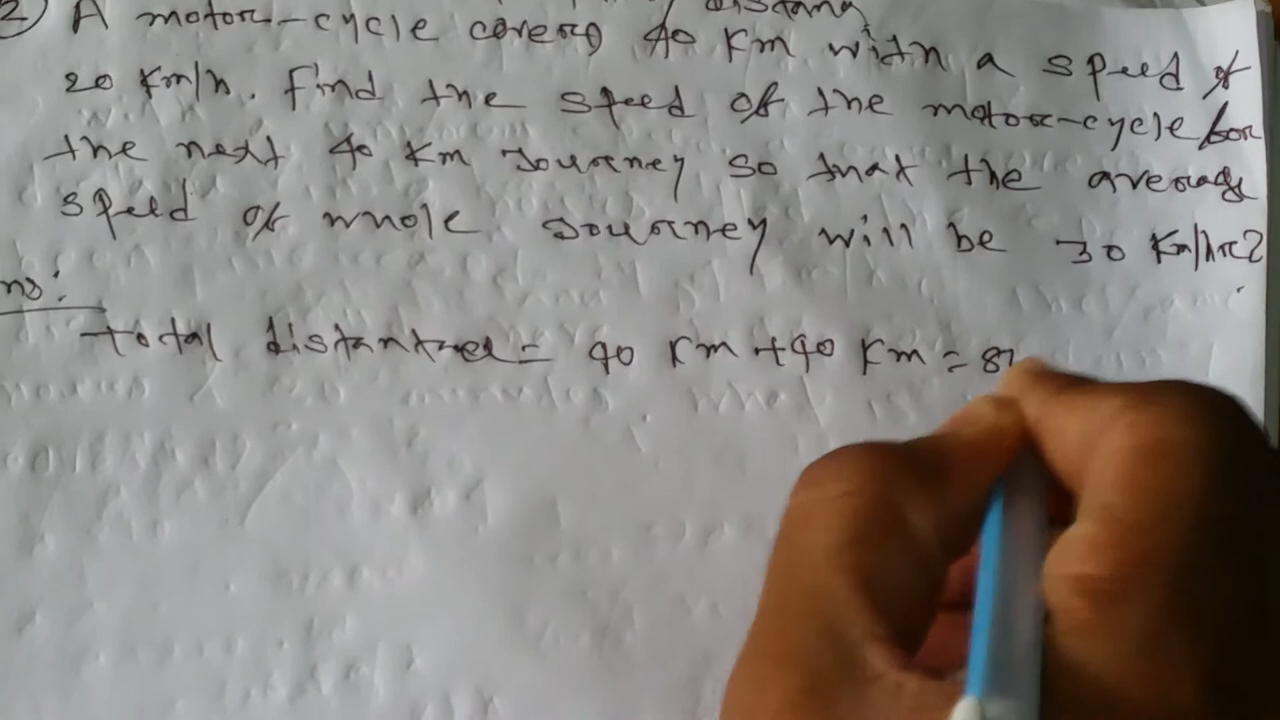 2) A motor-cycle covers distang 40 Km with a speed of
20 Km/h. Find the speed of the motor-cycle for
the next 40 Km Journey so that the average
speed of whole Journey will be 30 Km/hr?
ns:
total = 40 Km + 40 Km = 8